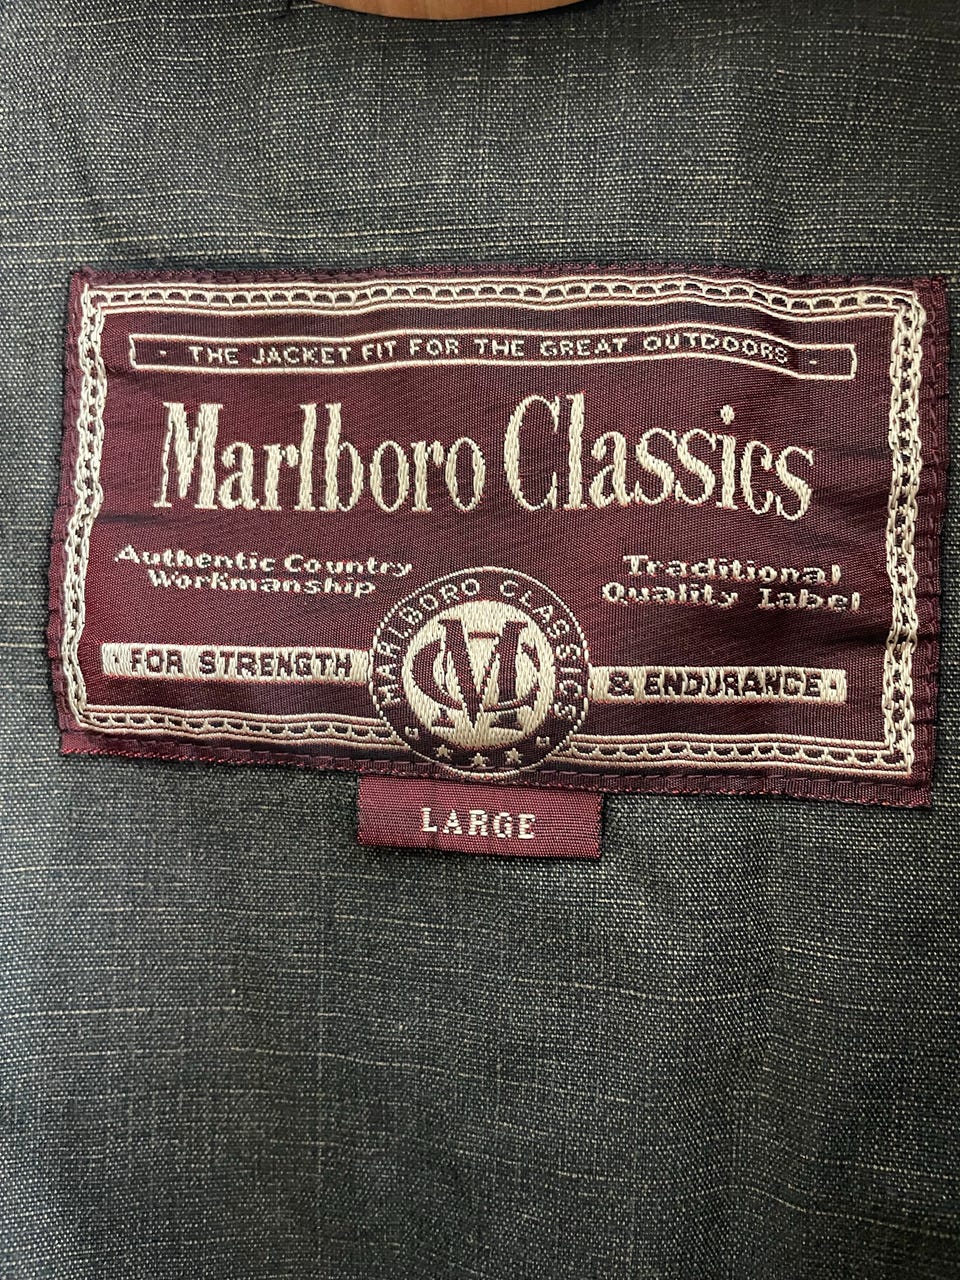 · THE JACKET FIT FOR THE GREAT OUTDOORS ·
Marlboro Classics
Authentic Country
Workmanship
Traditional
Quality Label
· FOR STRENGTH
MARLBORO CLASSICS
MC
& ENDURANCE ·
LARGE